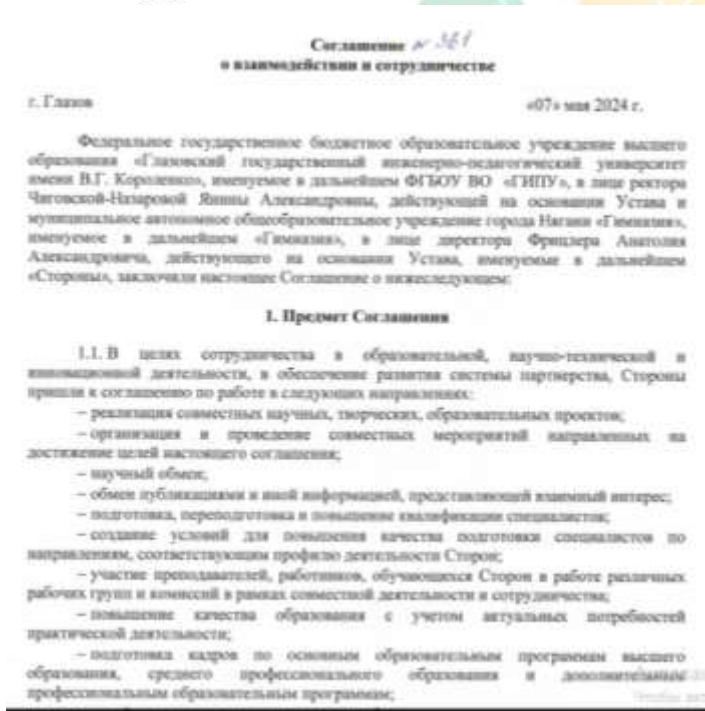 Соглашение № 361
о взаимодействии и сотрудничестве
г. Глазов «07» мая 2024 г.
Федеральное государственное бюджетное образовательное учреждение высшего
образования «Глазовский государственный инженерно-педагогический университет
имени В.Г. Короленко», именуемое в дальнейшем ФГБОУ ВО «ГИПУ», в лице ректора
Чиговской-Назаровой Янины Александровны, действующей на основании Устава и
муниципальное автономное общеобразовательное учреждение города Нягани «Гимназия»,
именуемое в дальнейшем «Гимназия», в лице директора Фрицлера Анатолия
Александровича, действующего на основании Устава, именуемые в дальнейшем
«Стороны», заключили настоящее Соглашение о нижеследующем:
1. Предмет Соглашения
1.1. В целях сотрудничества в образовательной, научно-технической и
инновационной деятельности, в обеспечение развития системы партнерства, Стороны
пришли к соглашению по работе в следующих направлениях:
– реализация совместных научных, творческих, образовательных проектов;
– организация и проведение совместных мероприятий направленных на
достижение целей настоящего соглашения;
– научный обмен;
– обмен публикациями и иной информацией, представляющей взаимный интерес;
– подготовка, переподготовка и повышение квалификации специалистов;
– создание условий для повышения качества подготовки специалистов по
направлениям, соответствующим профилю деятельности Сторон;
– участие преподавателей, работников, обучающихся Сторон в работе различных
рабочих групп и комиссий в рамках совместной деятельности и сотрудничества;
– повышение качества образования с учетом актуальных потребностей
практической деятельности;
– подготовка кадров по основным образовательным программам высшего
образования, среднего профессионального образования и дополнительным
профессиональным образовательным программам;